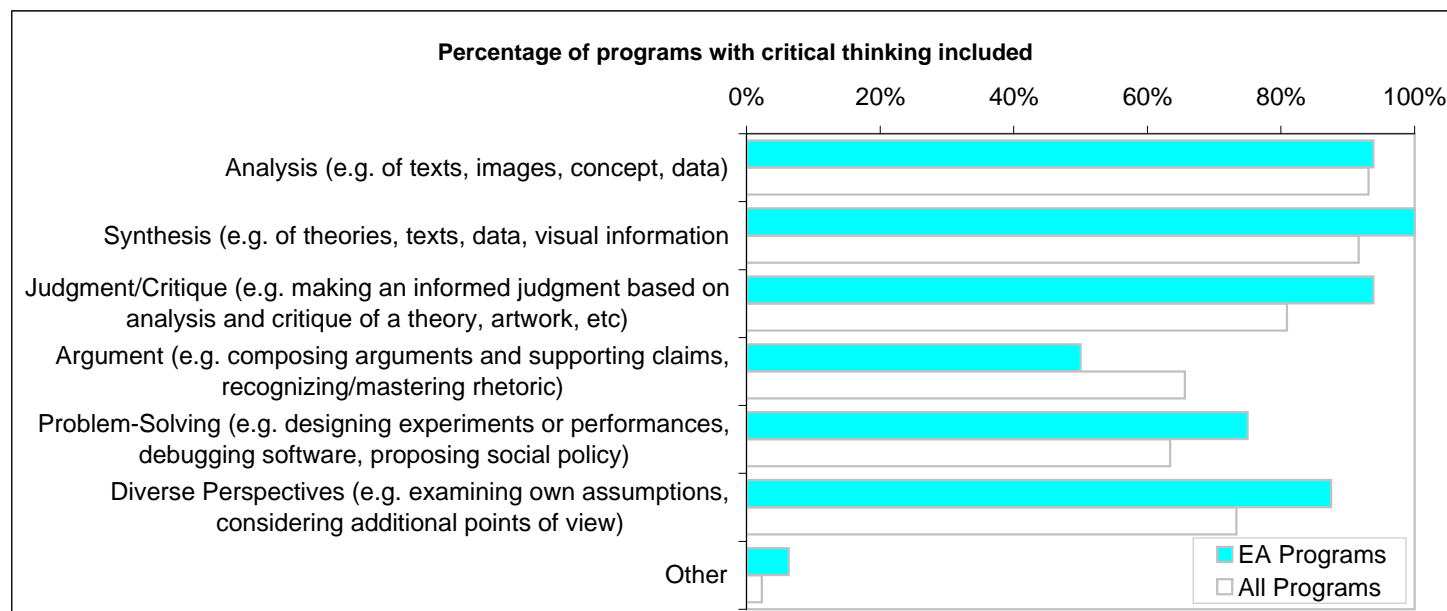 Percentage of programs with critical thinking included
0% 20% 40% 60% 80% 100%
Analysis (e.g. of texts, images, concept, data)
Synthesis (e.g. of theories, texts, data, visual information
Judgment/Critique (e.g. making an informed judgment based on
analysis and critique of a theory, artwork, etc)
Argument (e.g. composing arguments and supporting claims,
recognizing/mastering rhetoric)
Problem-Solving (e.g. designing experiments or performances,
debugging software, proposing social policy)
Diverse Perspectives (e.g. examining own assumptions,
considering additional points of view)
Other
EA Programs
All Programs